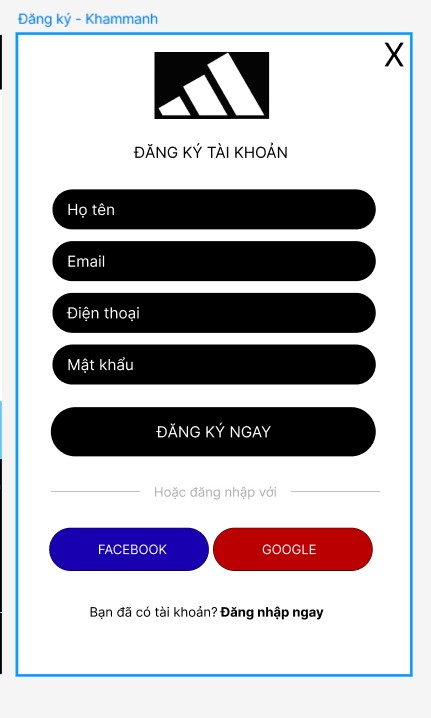 Đăng ký - Khammanh
X
ĐĂNG KÝ TÀI KHOẢN
Họ tên
Email
Điện thoại
Mật khẩu
ĐĂNG KÝ NGAY
Hoặc đăng nhập với
FACEBOOK GOOGLE
Bạn đã có tài khoản? Đăng nhập ngay